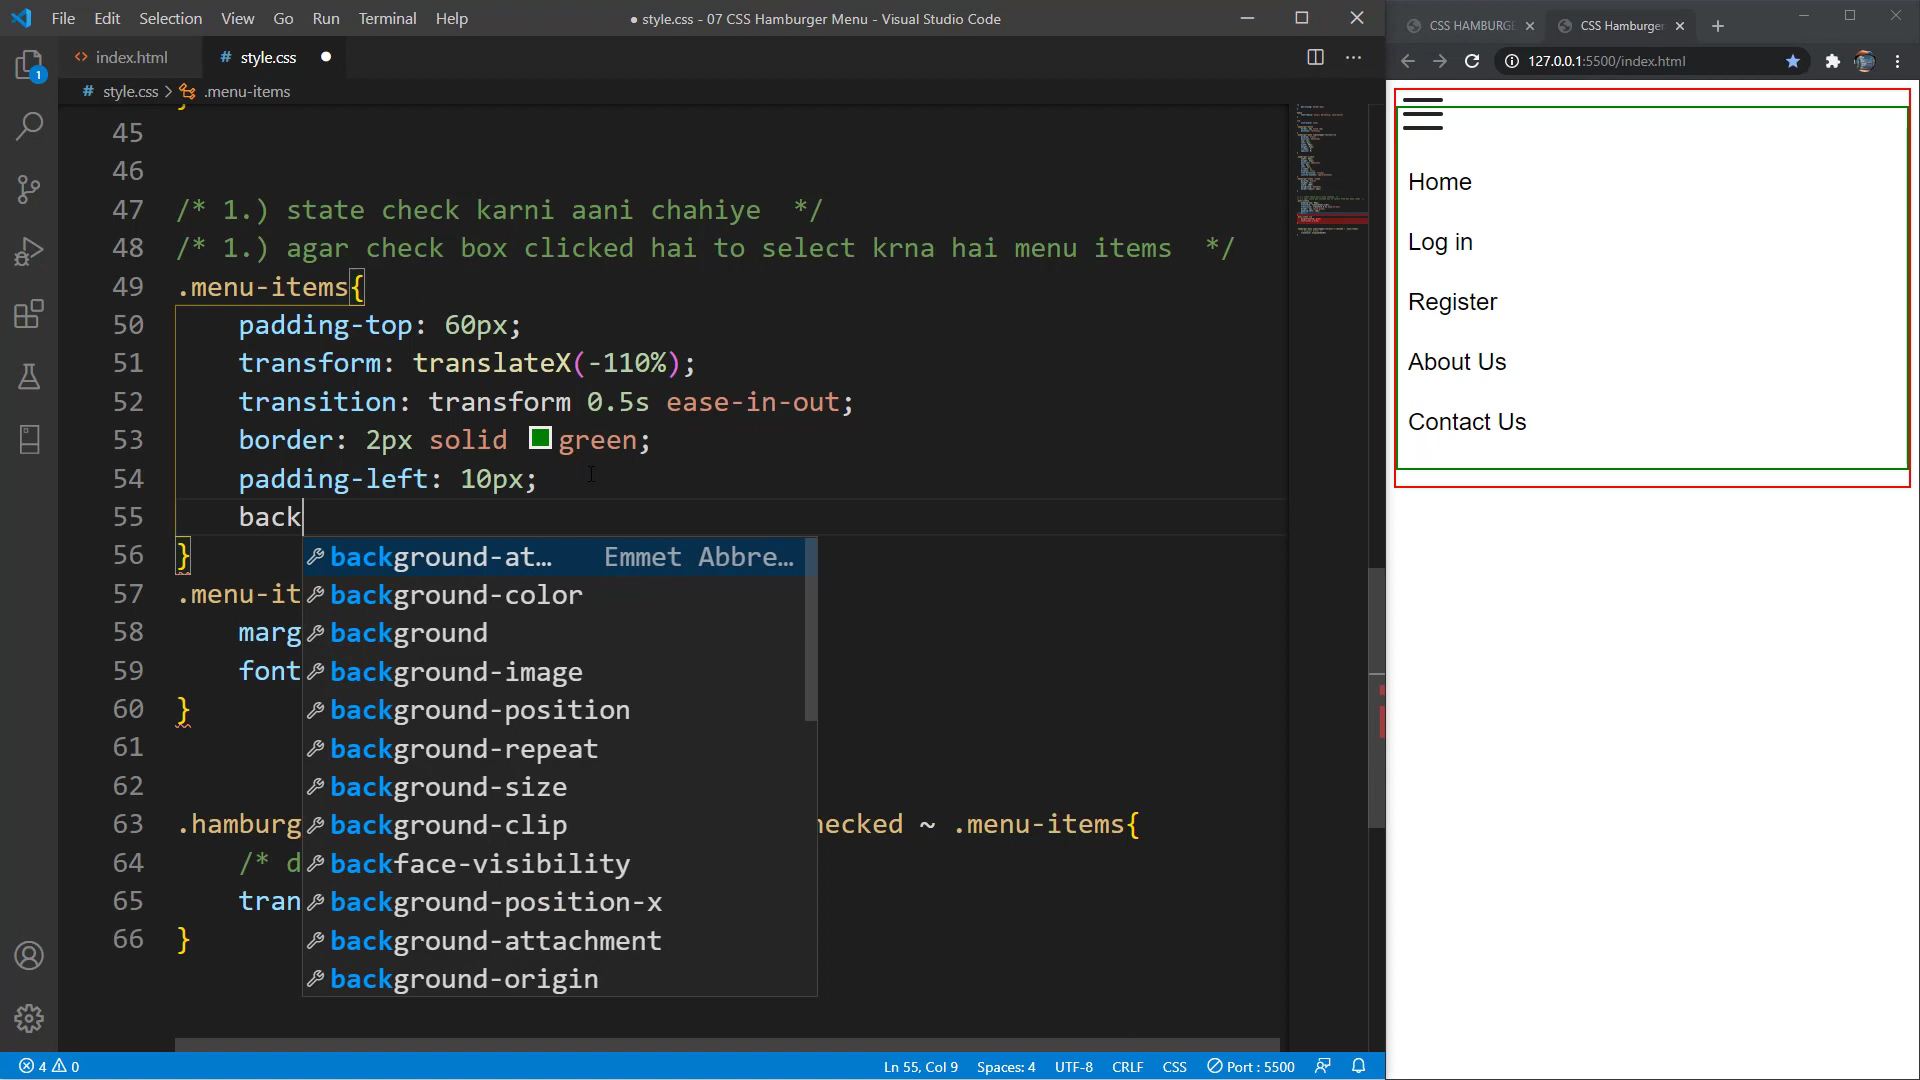 File Edit Selection View Go Run Terminal Help
● style.css - 07 CSS Hamburger Menu - Visual Studio Code
index.html
# style.css ●
# style.css > .menu-items
1
45
46
47 /* 1.) state check karni aani chahiye */
48 /* 1.) agar check box clicked hai to select krna hai menu items */
49 .menu-items{
50 padding-top: 60px;
51 transform: translateX(-110%);
52 transition: transform 0.5s ease-in-out;
53 border: 2px solid green;
54 padding-left: 10px;
55 back
56 }
background-at… Emmet Abbre…
57 .menu-it
background-color
58 marg
background
59 font
background-image
60 }
background-position
61
background-repeat
62
background-size
63 .hamburg
background-clip
hecked ~ .menu-items{
64 /* d
backface-visibility
65 tran
background-position-x
66 }
background-attachment
background-origin
4 0
Ln 55, Col 9 Spaces: 4 UTF-8 CRLF CSS Port : 5500
CSS HAMBURGE
CSS Hamburger
127.0.0.1:5500/index.html
Home
Log in
Register
About Us
Contact Us